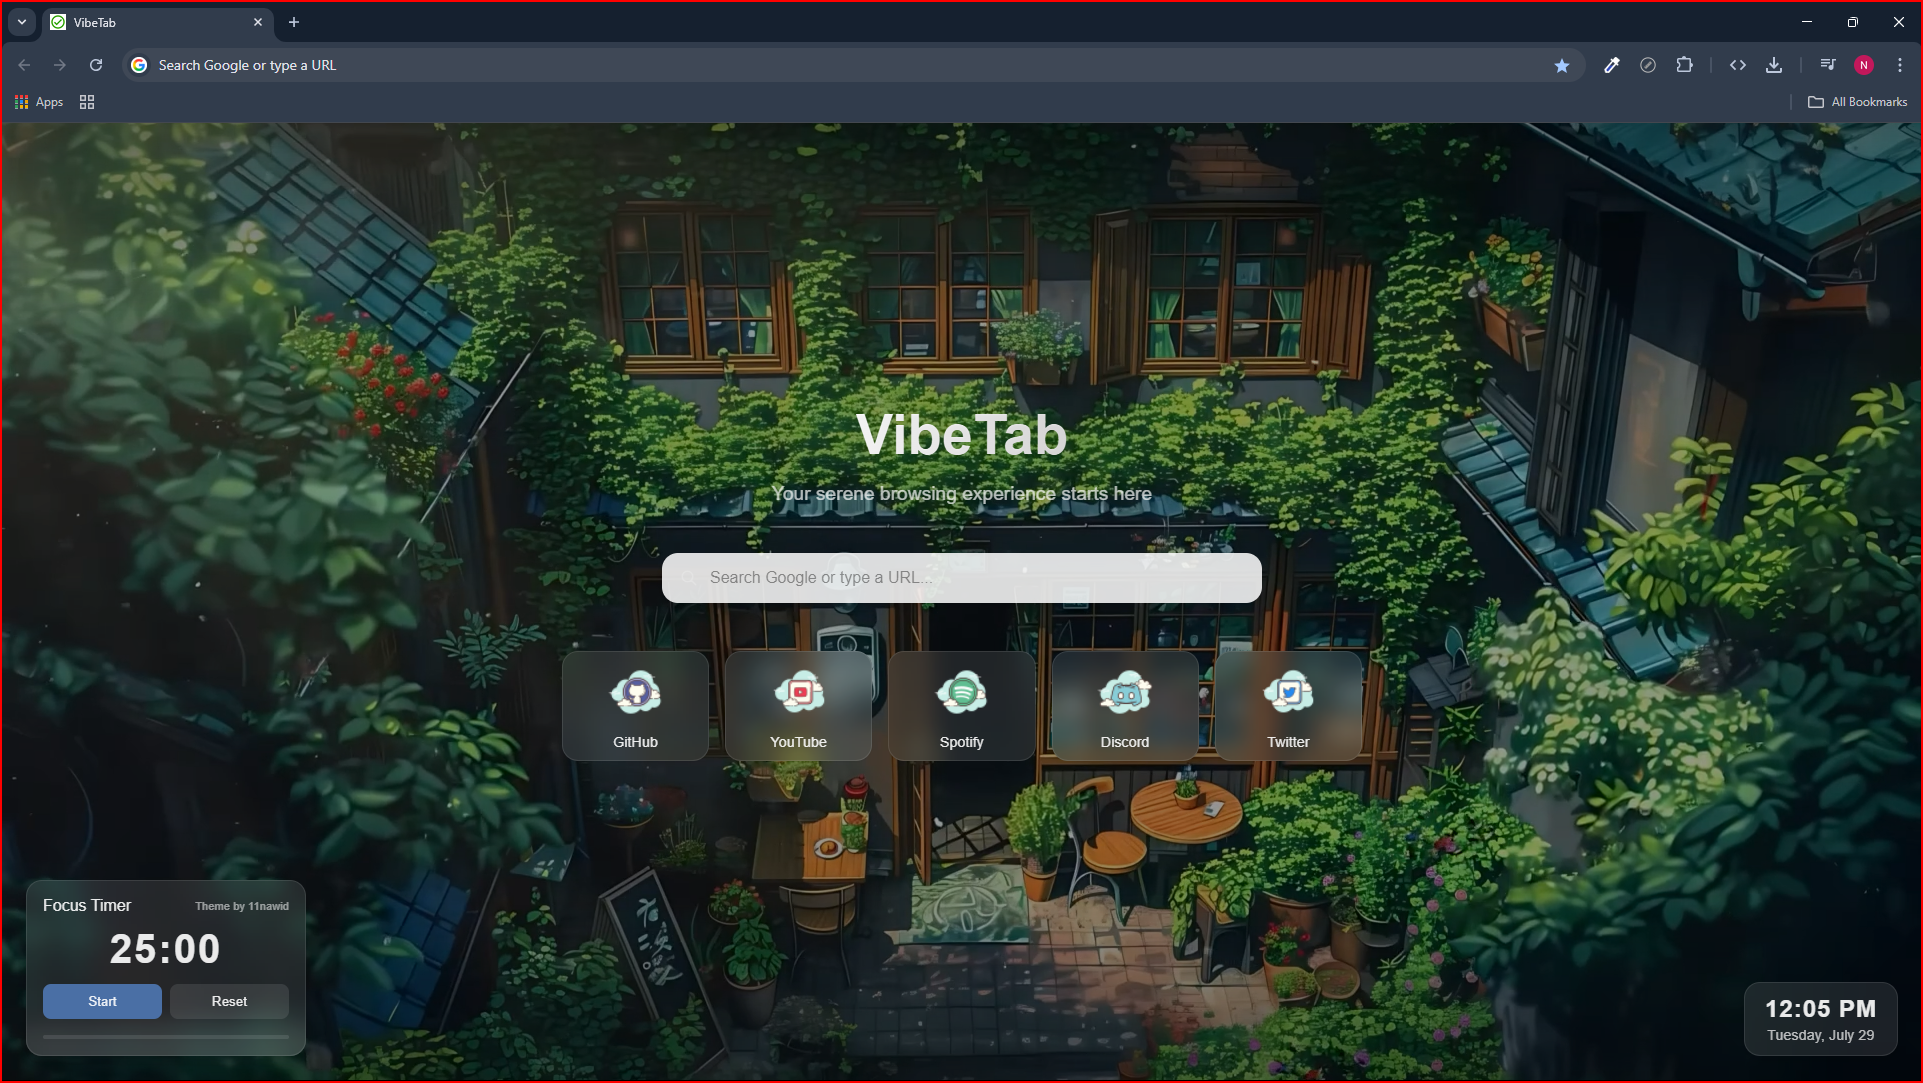 VibeTab
Search Google or type a URL
N
Apps
All Bookmarks
VibeTab
Your serene browsing experience starts here
Search Google or type a URL...
GitHub
YouTube
Spotify
Discord
Twitter
Focus Timer
Theme by 11nawid
25:00
Start
Reset
12:05 PM
Tuesday, July 29